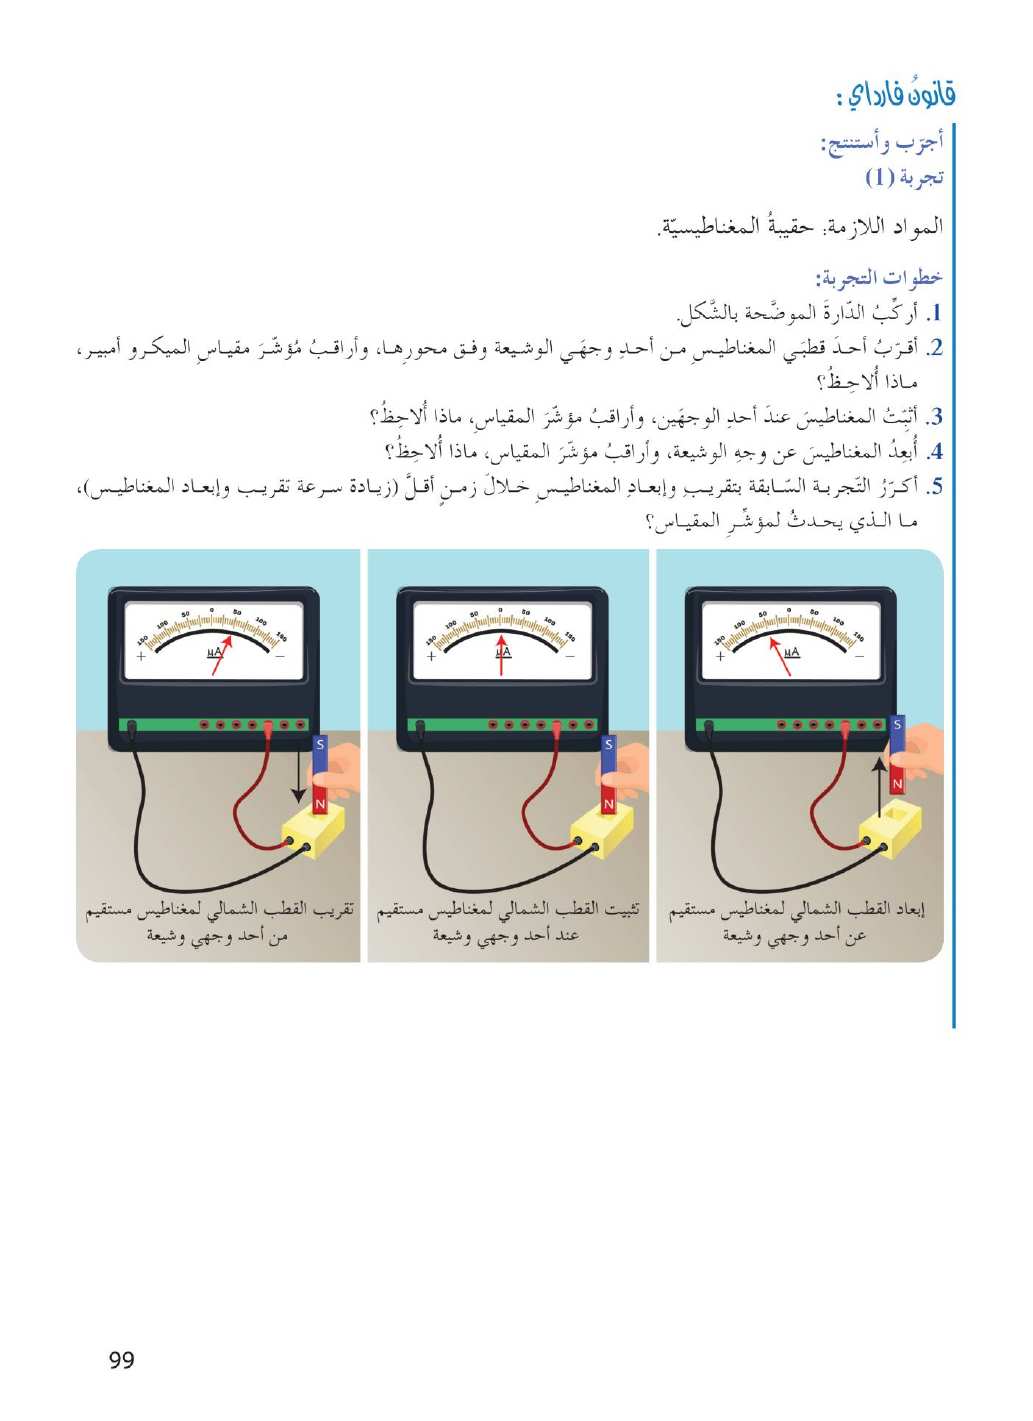 قانونُ فارداي :
أجرّب وأستنتج:
تجربة (1)
المواد اللازمة: حقيبةُ المغناطيسيّة.
خطوات التجربة:
1. أركِّبُ الدّارةَ الموضَّحة بالشَّكل.
2. أقرّبُ أحدَ قطبَي المغناطيسِ من أحدِ وجهَي الوشيعة وفق محورِها، وأراقبُ مُؤشّرَ مقياسِ الميكرو أمبير،
ماذا أُلاحِظُ؟
3. أثبِّتُ المغناطيسَ عندَ أحدِ الوجهَين، وأراقبُ مؤشّرَ المقياسِ، ماذا أُلاحِظُ؟
4. أُبعِدُ المغناطيسَ عن وجهِ الوشيعة، وأراقبُ مؤشّرَ المقياس، ماذا أُلاحِظُ؟
5. أكرّرُ التّجربة السّابقة بتقريبِ وإبعادِ المغناطيسِ خلالَ زمنٍ أقلَّ (زيادة سرعة تقريب وإبعاد المغناطيس)،
ما الذي يحدثُ لمؤشّرِ المقياس؟
150 100 50 0 50 100 150
+ µA −
S
N
تقريب القطب الشمالي لمغناطيس مستقيم
من أحد وجهي وشيعة
150 100 50 0 50 100 150
+ µA −
S
N
تثبيت القطب الشمالي لمغناطيس مستقيم
عند أحد وجهي وشيعة
150 100 50 0 50 100 150
+ µA −
S
N
إبعاد القطب الشمالي لمغناطيس مستقيم
عن أحد وجهي وشيعة
99